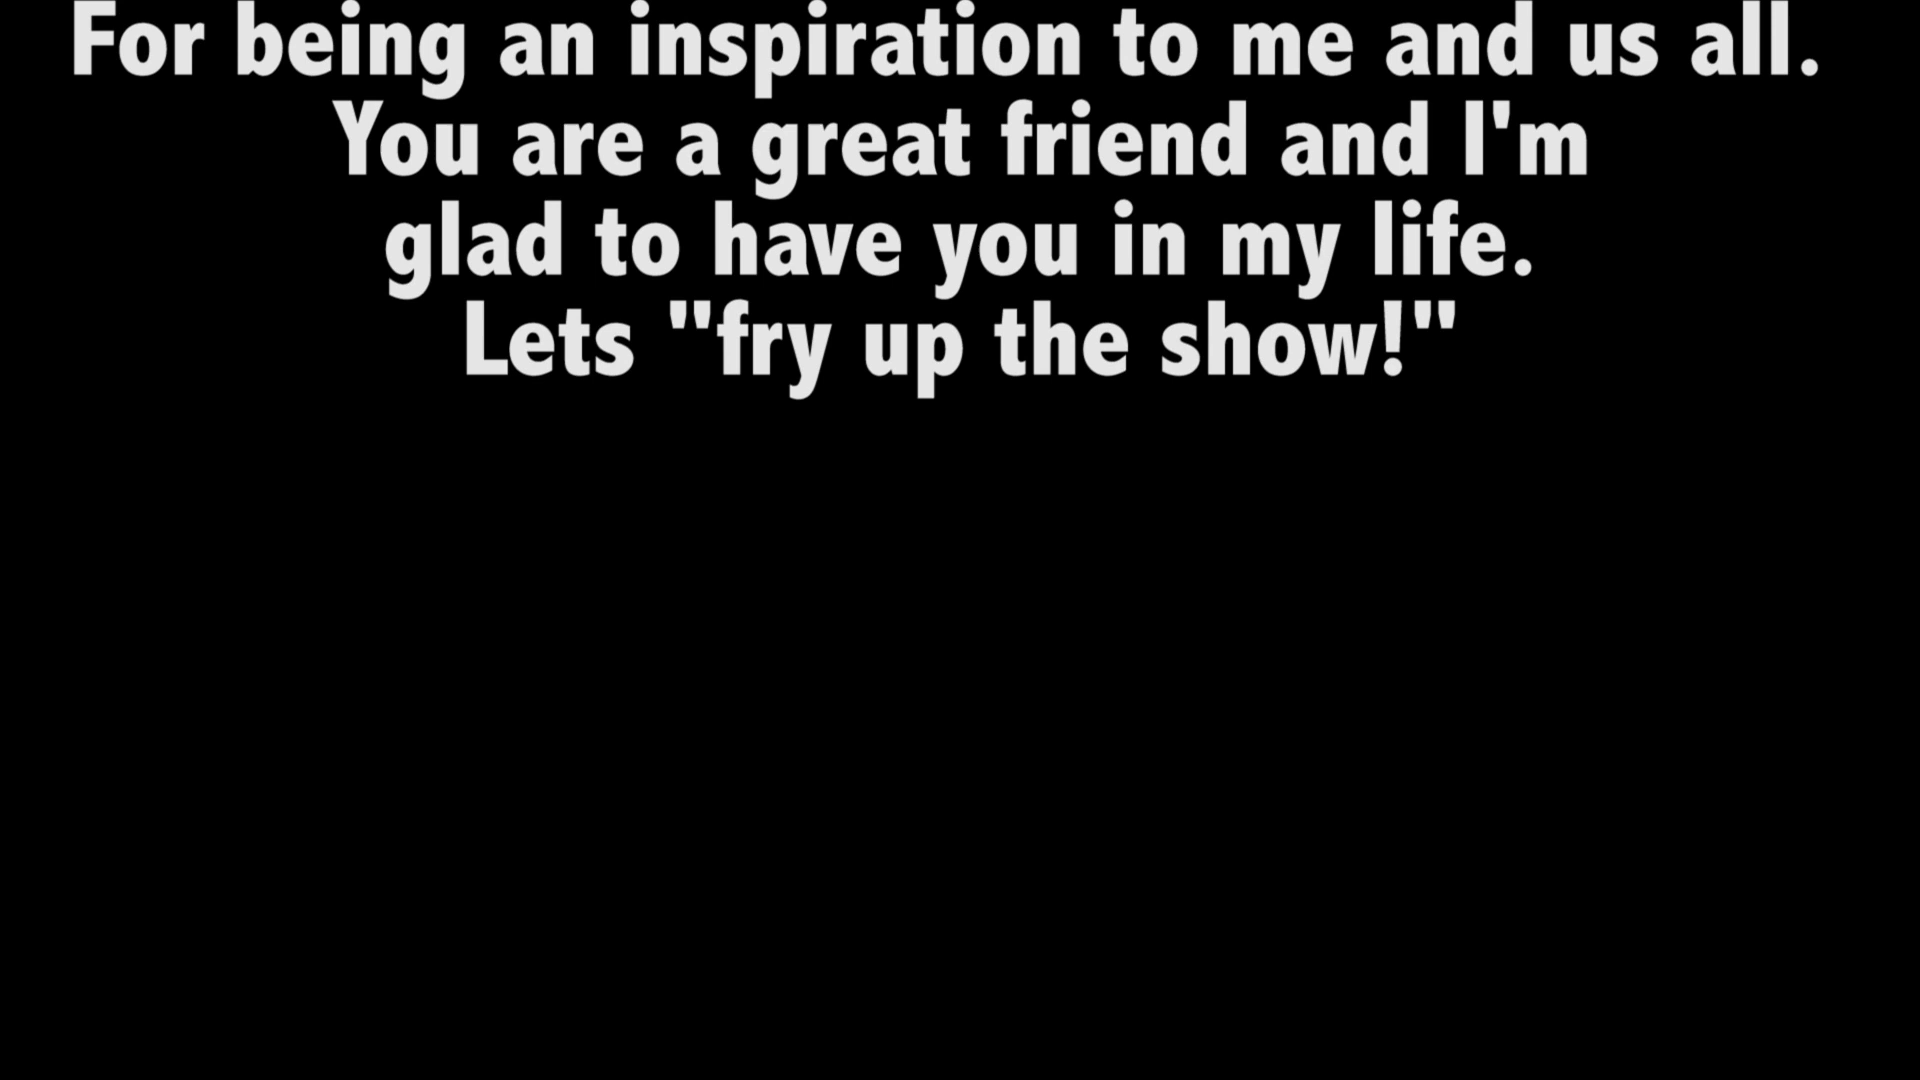 For being an inspiration to me and us all.
You are a great friend and I'm
glad to have you in my life.
Lets "fry up the show!"